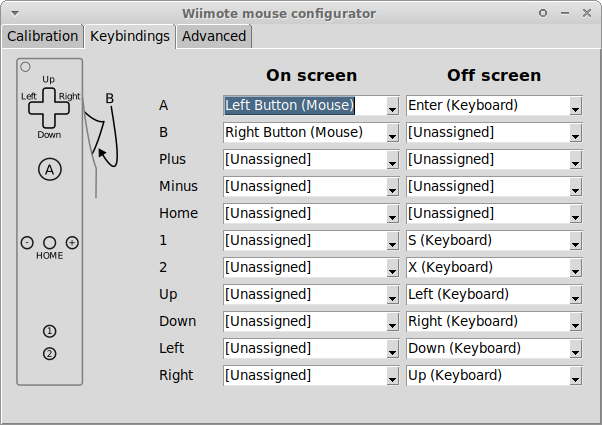 Wiimote mouse configurator
Calibration Keybindings Advanced
On screen Off screen
Up
Left Right B
Down
A
- +
HOME
1
2
A Left Button (Mouse) Enter (Keyboard)
B Right Button (Mouse) [Unassigned]
Plus [Unassigned] [Unassigned]
Minus [Unassigned] [Unassigned]
Home [Unassigned] [Unassigned]
1 [Unassigned] S (Keyboard)
2 [Unassigned] X (Keyboard)
Up [Unassigned] Left (Keyboard)
Down [Unassigned] Right (Keyboard)
Left [Unassigned] Down (Keyboard)
Right [Unassigned] Up (Keyboard)